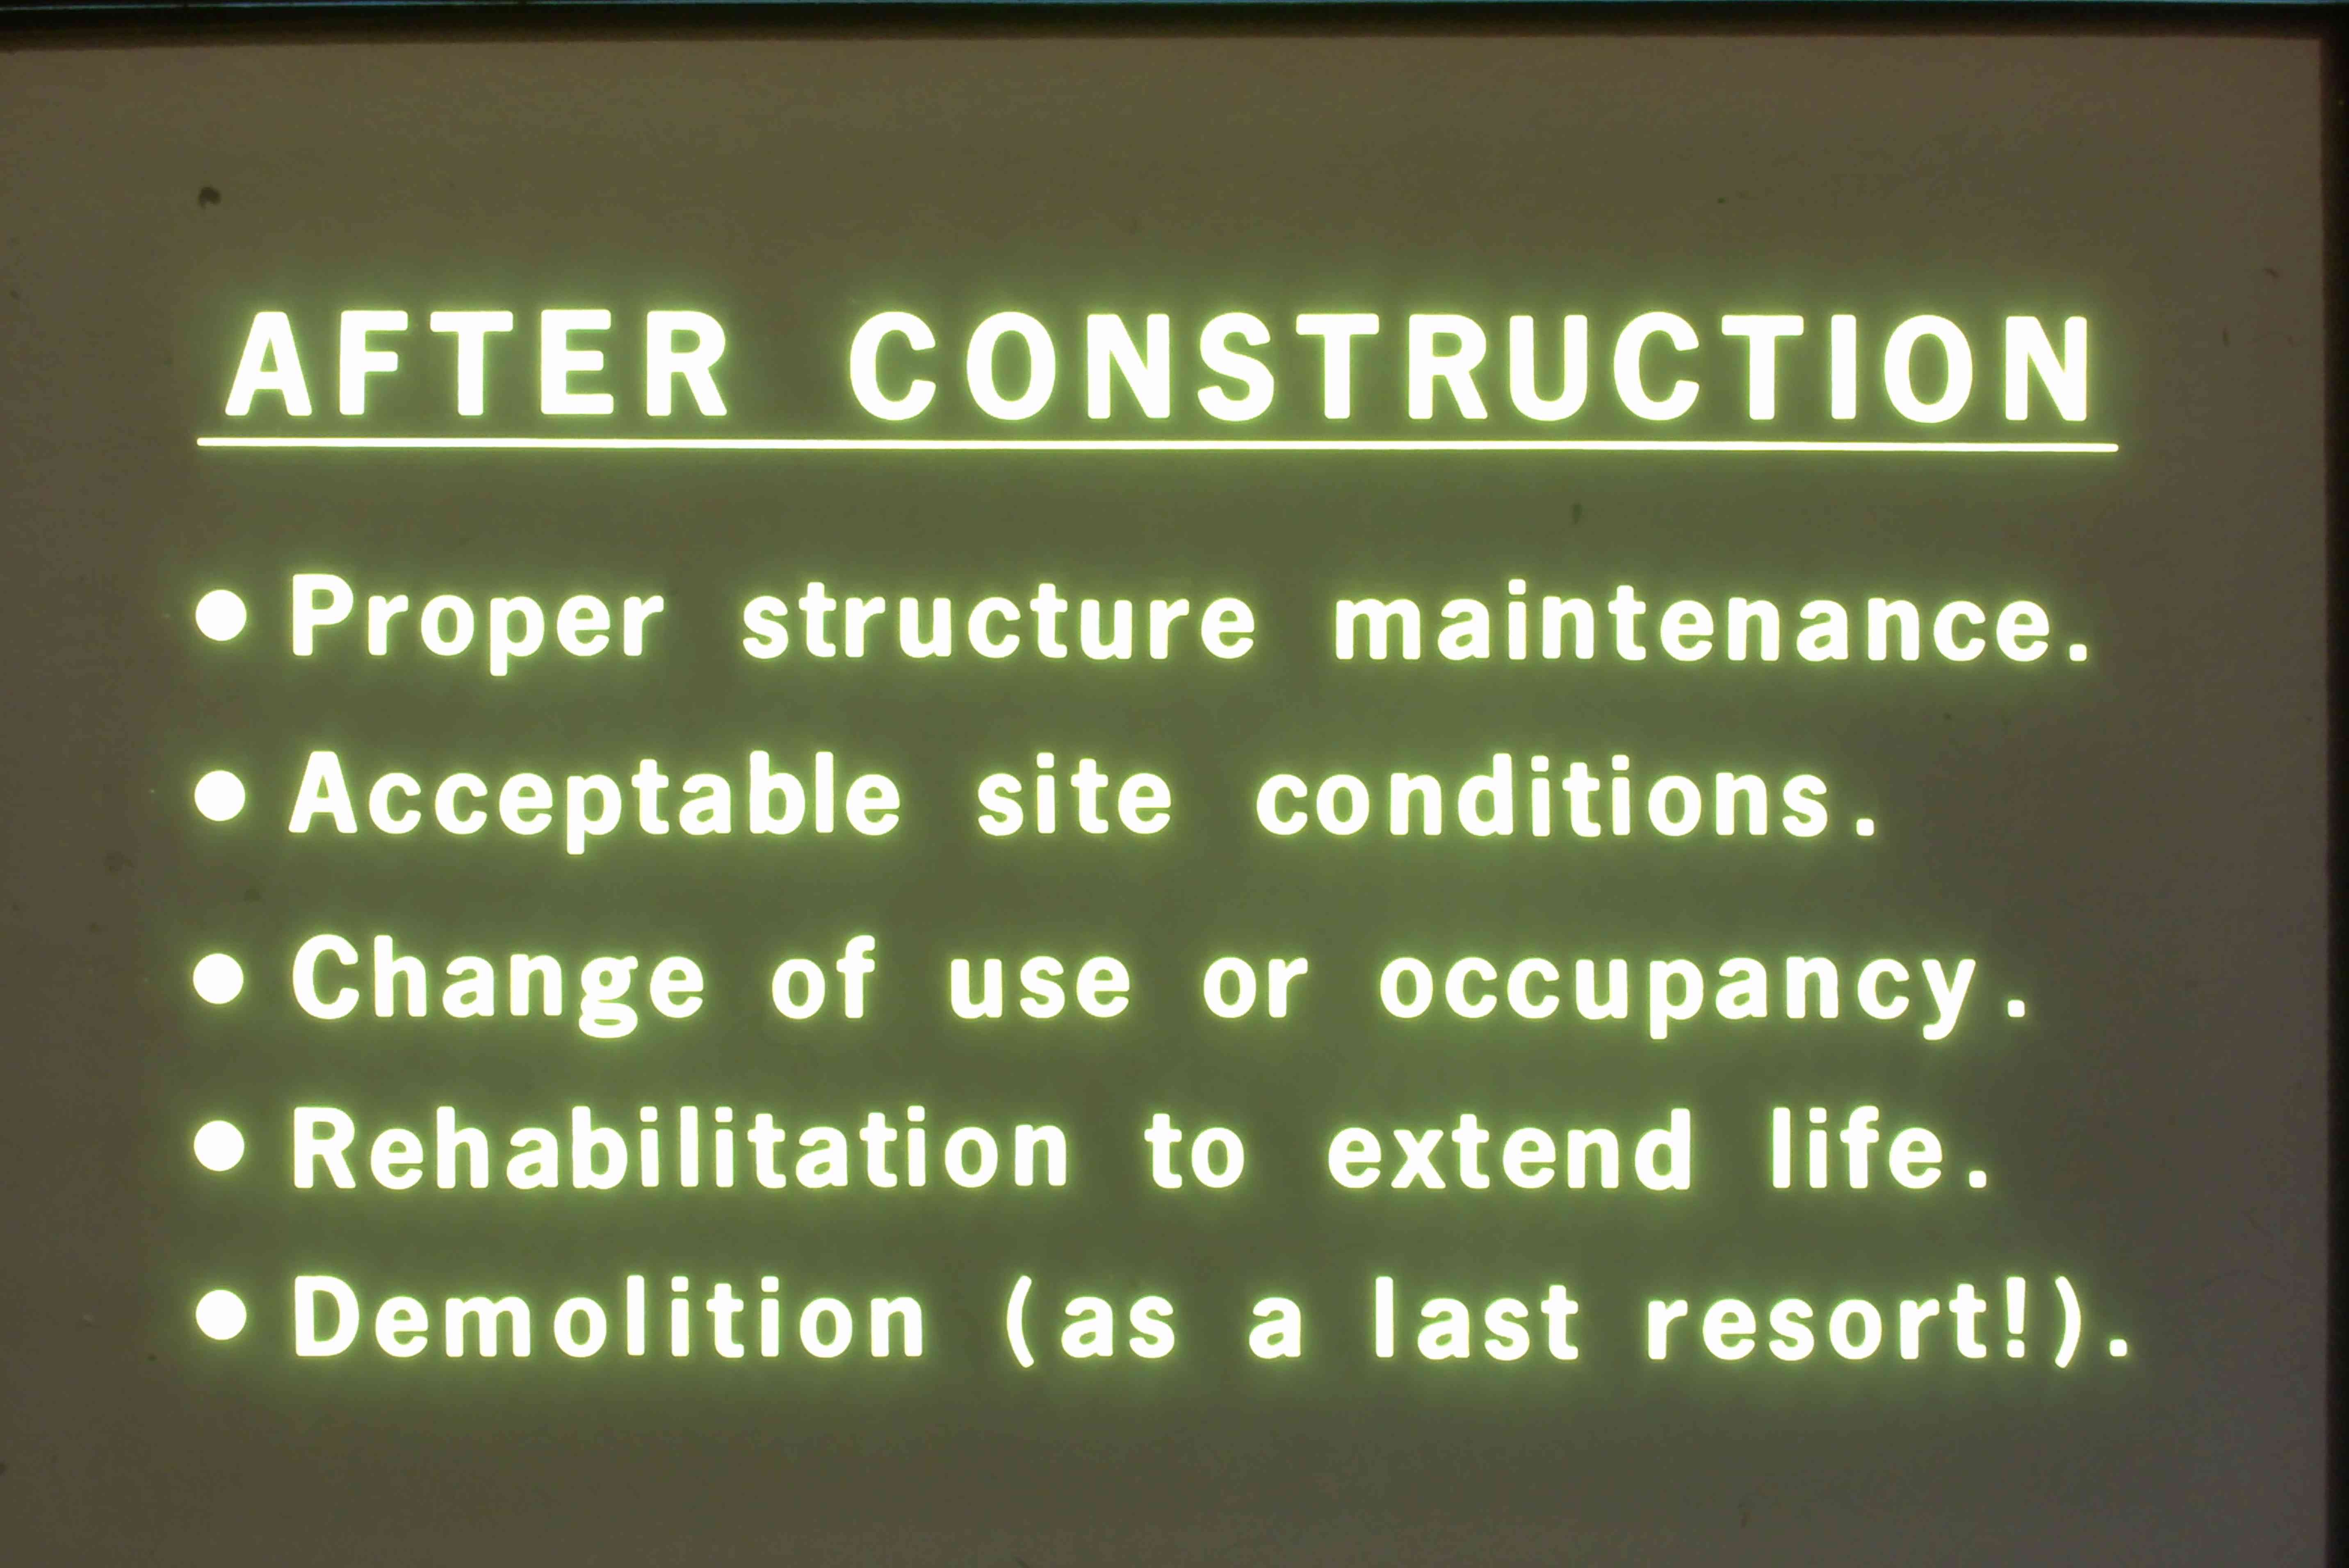 AFTER CONSTRUCTION
● Proper structure maintenance.
● Acceptable site conditions.
● Change of use or occupancy.
● Rehabilitation to extend life.
● Demolition (as a last resort!).